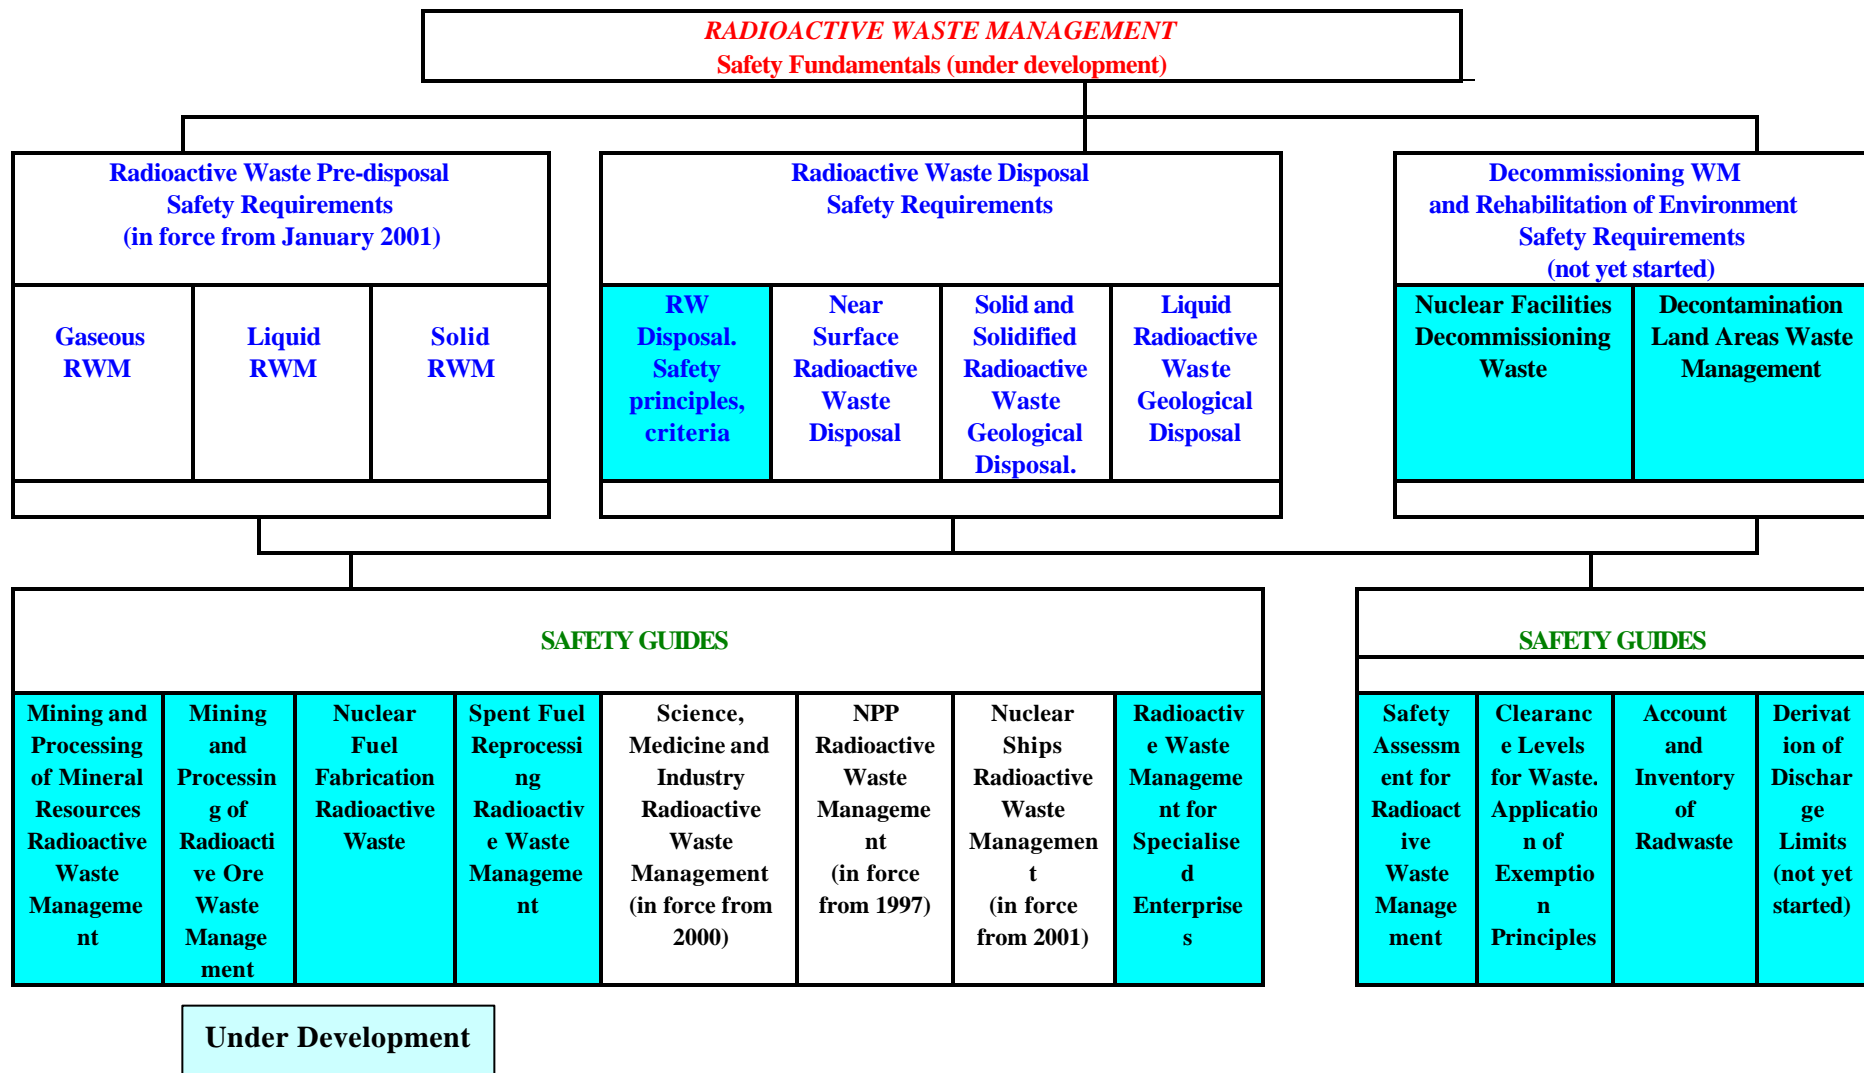 RADIOACTIVE WASTE MANAGEMENT
Safety Fundamentals (under development)
Radioactive Waste Pre-disposal
Safety Requirements
(in force from January 2001)
Gaseous
RWM
Liquid
RWM
Solid
RWM
Radioactive Waste Disposal
Safety Requirements
RW
Disposal.
Safety
principles,
criteria
Near
Surface
Radioactive
Waste
Disposal
Solid and
Solidified
Radioactive
Waste
Geological
Disposal.
Liquid
Radioactive
Waste
Geological
Disposal
Decommissioning WM
and Rehabilitation of Environment
Safety Requirements
(not yet started)
Nuclear Facilities
Decommissioning
Waste
Decontamination
Land Areas Waste
Management
SAFETY GUIDES
Mining and
Processing
of Mineral
Resources
Radioactive
Waste
Manageme
nt
Mining
and
Processin
g of
Radioacti
ve Ore
Waste
Manage
ment
Nuclear
Fuel
Fabrication
Radioactive
Waste
Spent Fuel
Reprocessi
ng
Radioactiv
e Waste
Manageme
nt
Science,
Medicine and
Industry
Radioactive
Waste
Management
(in force from
2000)
NPP
Radioactive
Waste
Manageme
nt
(in force
from 1997)
Nuclear
Ships
Radioactive
Waste
Managemen
t
(in force
from 2001)
Radioactiv
e Waste
Manageme
nt for
Specialise
d
Enterprise
s
SAFETY GUIDES
Safety
Assessm
ent for
Radioact
ive
Waste
Manage
ment
Clearanc
e Levels
for Waste.
Applicatio
n of
Exemptio
n
Principles
Account
and
Inventory
of
Radwaste
Derivat
ion of
Dischar
ge
Limits
(not yet
started)
Under Development